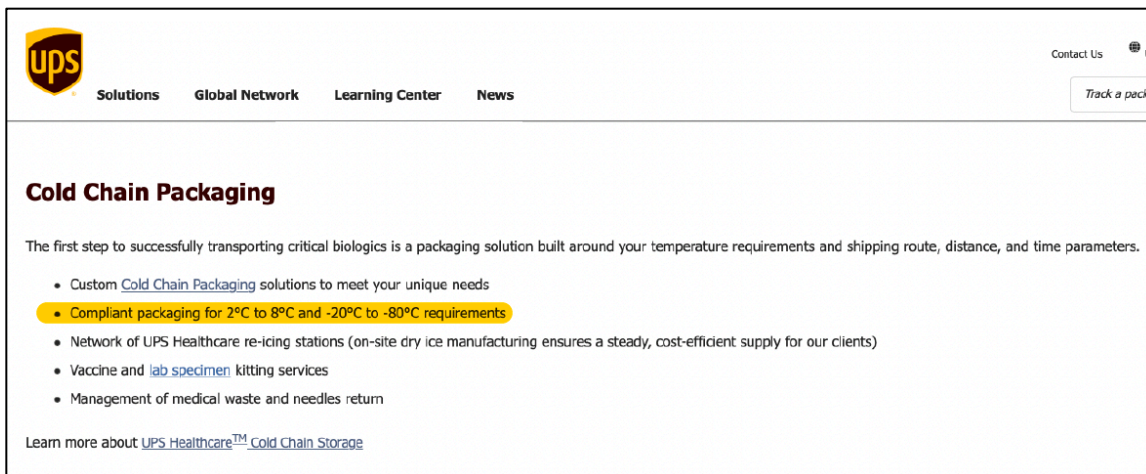 ups
Contact Us
Solutions Global Network Learning Center News
Track a pack
Cold Chain Packaging
The first step to successfully transporting critical biologics is a packaging solution built around your temperature requirements and shipping route, distance, and time parameters.
• Custom Cold Chain Packaging solutions to meet your unique needs
• Compliant packaging for 2°C to 8°C and -20°C to -80°C requirements
• Network of UPS Healthcare re-icing stations (on-site dry ice manufacturing ensures a steady, cost-efficient supply for our clients)
• Vaccine and lab specimen kitting services
• Management of medical waste and needles return
Learn more about UPS Healthcare™ Cold Chain Storage